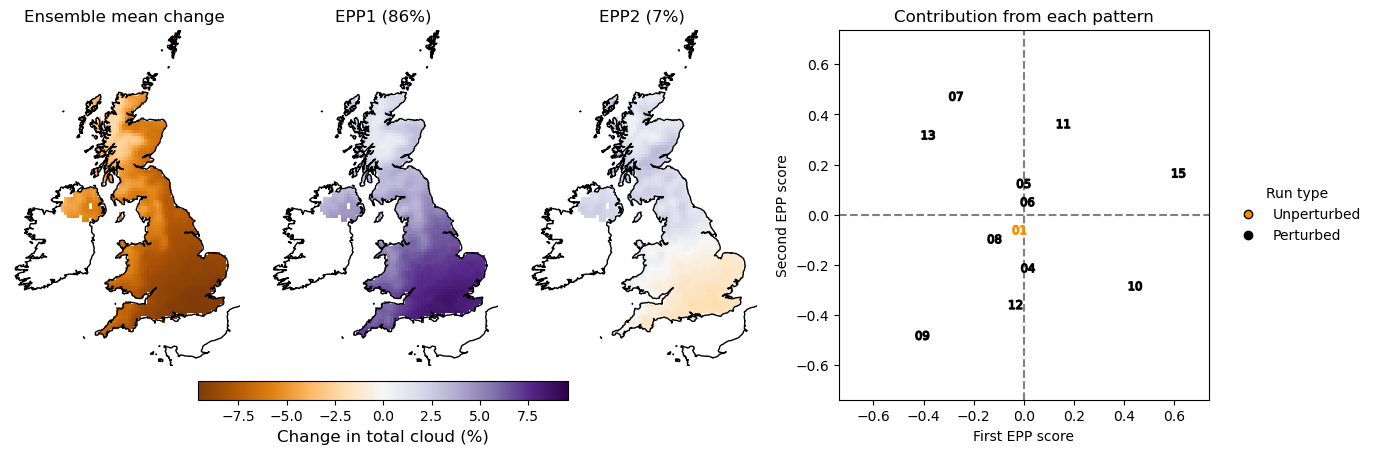 Ensemble mean change
EPP1 (86%)
EPP2 (7%)
Contribution from each pattern
−7.5 −5.0 −2.5 0.0 2.5 5.0 7.5
Change in total cloud (%)
Second EPP score
0.6
0.4
0.2
0.0
−0.2
−0.4
−0.6
07
11
13
15
05
06
01
08
04
10
12
09
−0.6 −0.4 −0.2 0.0 0.2 0.4 0.6
First EPP score
Run type
Unperturbed
Perturbed